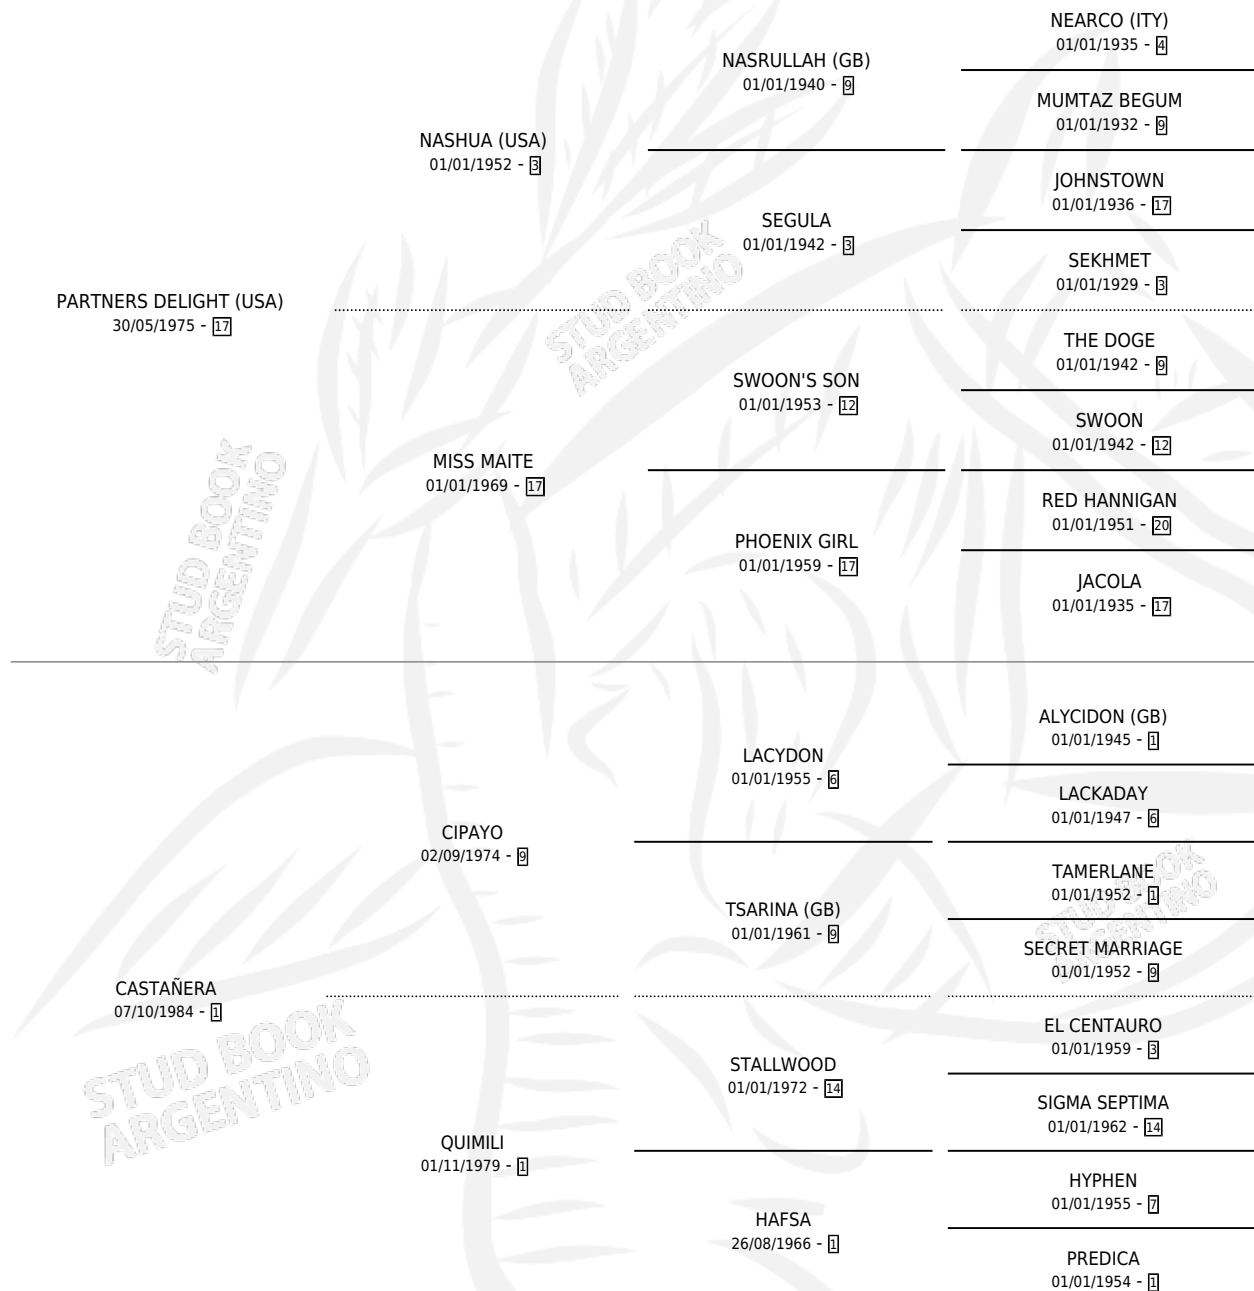 NEARCO (ITY)
01/01/1935 - 4
NASRULLAH (GB)
01/01/1940 - 9
MUMTAZ BEGUM
01/01/1932 - 9
NASHUA (USA)
01/01/1952 - 3
JOHNSTOWN
01/01/1936 - 17
SEGULA
01/01/1942 - 3
SEKHMET
01/01/1929 - 3
PARTNERS DELIGHT (USA)
30/05/1975 - 17
THE DOGE
01/01/1942 - 9
SWOON'S SON
01/01/1953 - 12
SWOON
01/01/1942 - 12
MISS MAITE
01/01/1969 - 17
RED HANNIGAN
01/01/1951 - 20
PHOENIX GIRL
01/01/1959 - 17
JACOLA
01/01/1935 - 17
ALYCIDON (GB)
01/01/1945 - 1
LACYDON
01/01/1955 - 6
LACKADAY
01/01/1947 - 6
CIPAYO
02/09/1974 - 9
TAMERLANE
01/01/1952 - 1
TSARINA (GB)
01/01/1961 - 9
SECRET MARRIAGE
01/01/1952 - 9
CASTAÑERA
07/10/1984 - 1
EL CENTAURO
01/01/1959 - 3
STALLWOOD
01/01/1972 - 14
SIGMA SEPTIMA
01/01/1962 - 14
QUIMILI
01/11/1979 - 1
HYPHEN
01/01/1955 - 7
HAFSA
26/08/1966 - 1
PREDICA
01/01/1954 - 1
STUD BOOK
ARGENTINO
STUD BOOK
ARGENTINO
STUD BOOK
ARGENTINO
STUD BOOK
ARGENTINO